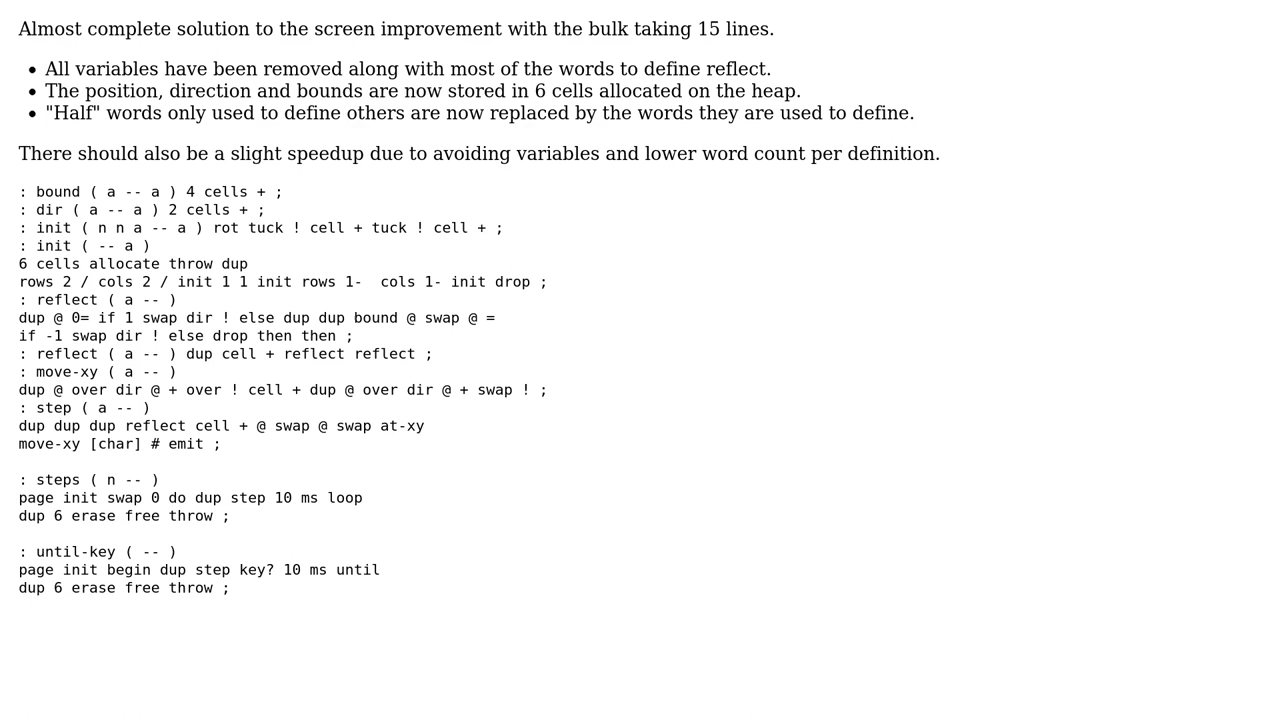 Almost complete solution to the screen improvement with the bulk taking 15 lines.
• All variables have been removed along with most of the words to define reflect.
• The position, direction and bounds are now stored in 6 cells allocated on the heap.
• "Half" words only used to define others are now replaced by the words they are used to define.
There should also be a slight speedup due to avoiding variables and lower word count per definition.
: bound ( a -- a ) 4 cells + ;
: dir ( a -- a ) 2 cells + ;
: init ( n n a -- a ) rot tuck ! cell + tuck ! cell + ;
: init ( -- a )
6 cells allocate throw dup
rows 2 / cols 2 / init 1 1 init rows 1-  cols 1- init drop ;
: reflect ( a -- )
dup @ 0= if 1 swap dir ! else dup dup bound @ swap @ =
if -1 swap dir ! else drop then then ;
: reflect ( a -- ) dup cell + reflect reflect ;
: move-xy ( a -- )
dup @ over dir @ + over ! cell + dup @ over dir @ + swap ! ;
: step ( a -- )
dup dup dup reflect cell + @ swap @ swap at-xy
move-xy [char] # emit ;
: steps ( n -- )
page init swap 0 do dup step 10 ms loop
dup 6 erase free throw ;
: until-key ( -- )
page init begin dup step key? 10 ms until
dup 6 erase free throw ;